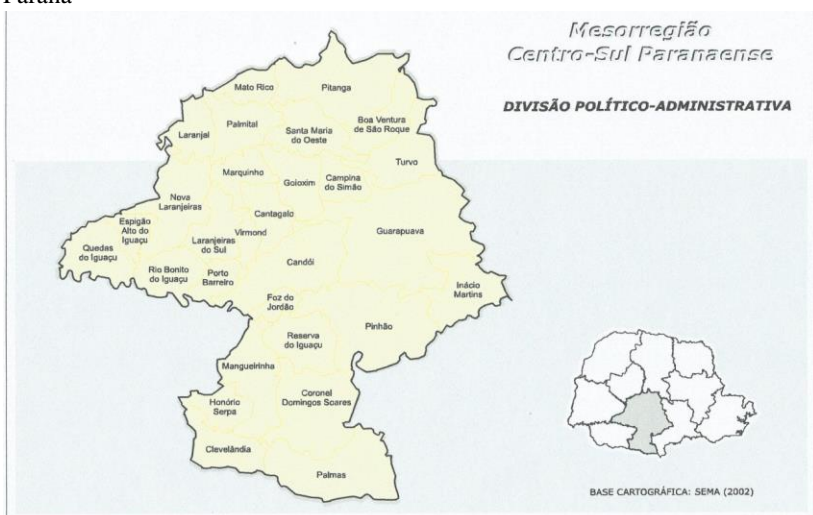 Paraná
Mesorregião
Centro-Sul Paranaense
DIVISÃO POLÍTICO-ADMINISTRATIVA
Mato Rico
Pitanga
Laranjal
Palmital
Santa Maria
do Oeste
Boa Ventura
de São Roque
Turvo
Marquinho
Goioxim
Campina
do Simão
Nova
Laranjeiras
Cantagalo
Espigão
Alto do
Iguaçu
Quedas
do Iguaçu
Laranjeiras
do Sul
Virmond
Guarapuava
Rio Bonito
do Iguaçu
Porto
Barreiro
Candói
Inácio
Martins
Foz do
Jordão
Pinhão
Reserva
do Iguaçu
Mangueirinha
Honório
Serpa
Coronel
Domingos Soares
Clevelândia
Palmas
BASE CARTOGRÁFICA: SEMA (2002)